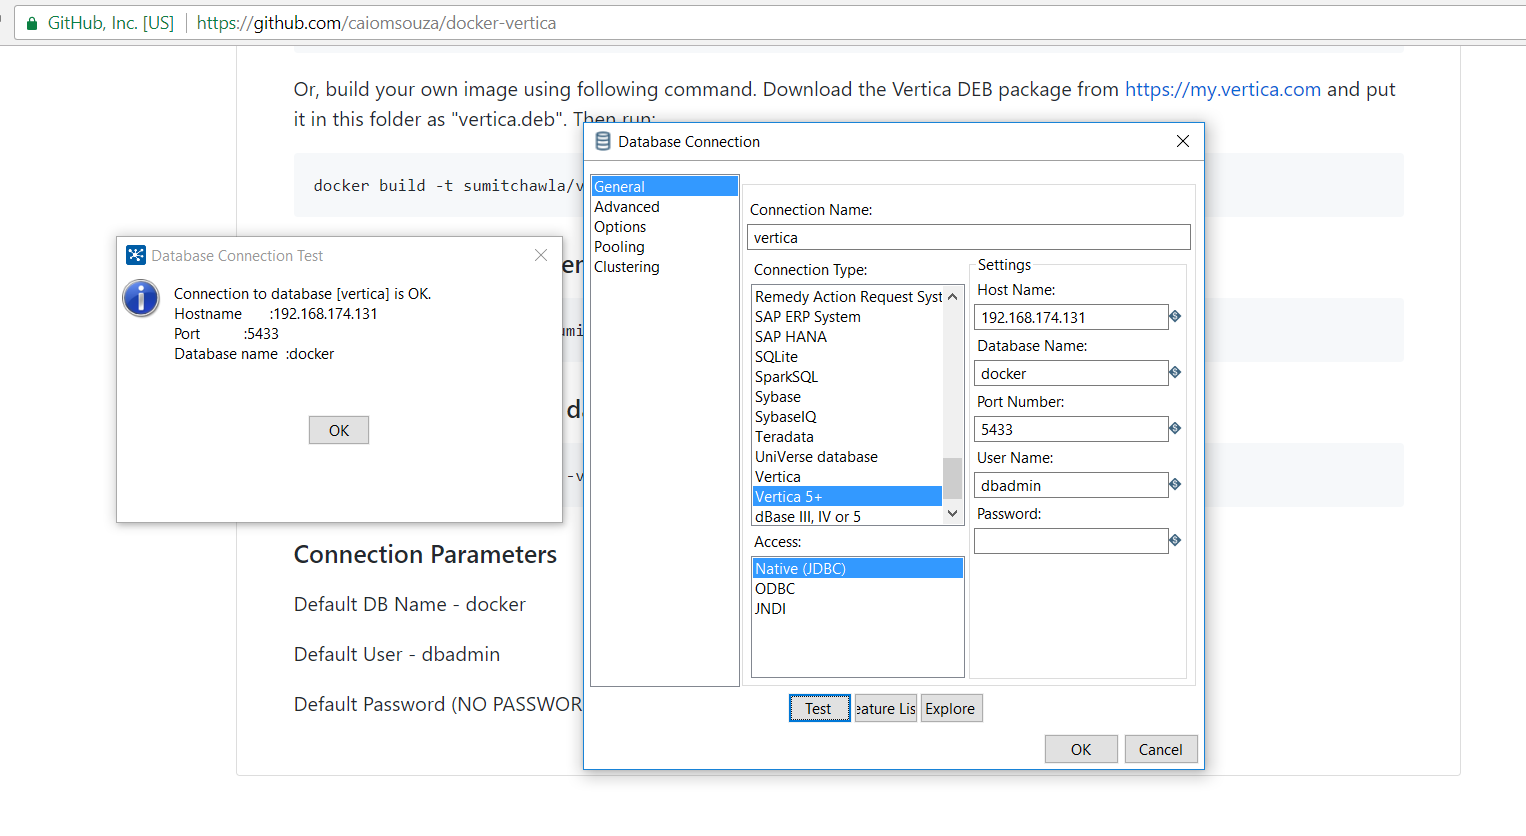 GitHub, Inc. [US] https://github.com/caiomsouza/docker-vertica
Or, build your own image using following command. Download the Vertica DEB package from https://my.vertica.com and put
it in this folder as "vertica.deb". Then run:
docker build -t sumitchawla/v
Database Connection Test
Connection to database [vertica] is OK.
Hostname :192.168.174.131
Port :5433
Database name :docker
OK
-v
Connection Parameters
Default DB Name - docker
Default User - dbadmin
Default Password (NO PASSWOR
Database Connection
General
Advanced
Options
Pooling
Clustering
Connection Name:
vertica
Connection Type:
Remedy Action Request Syst
SAP ERP System
SAP HANA
SQLite
SparkSQL
Sybase
SybaseIQ
Teradata
UniVerse database
Vertica
Vertica 5+
dBase III, IV or 5
Access:
Native (JDBC)
ODBC
JNDI
Settings
Host Name:
192.168.174.131
Database Name:
docker
Port Number:
5433
User Name:
dbadmin
Password:
Test
eature Lis
Explore
OK
Cancel